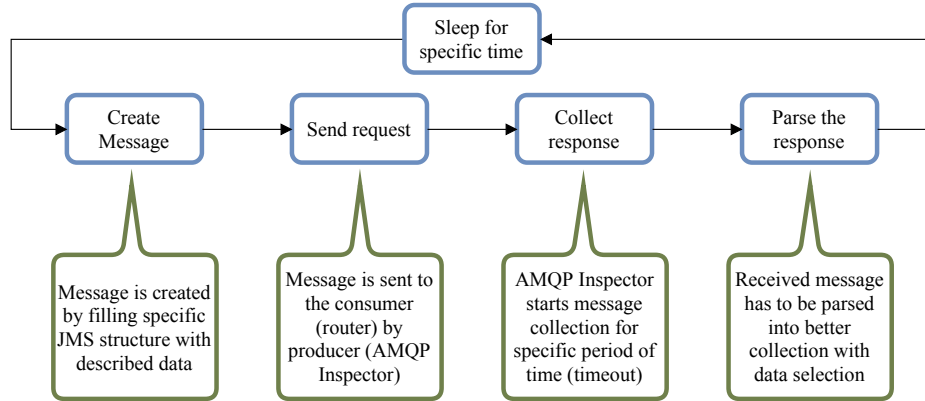 Sleep for
specific time
Create
Message
Send request
Collect
response
Parse the
response
Message is created
by filling specific
JMS structure with
described data
Message is sent to
the consumer
(router) by
producer (AMQP
Inspector)
AMQP Inspector
starts message
collection for
specific period of
time (timeout)
Received message
has to be parsed
into better
collection with
data selection